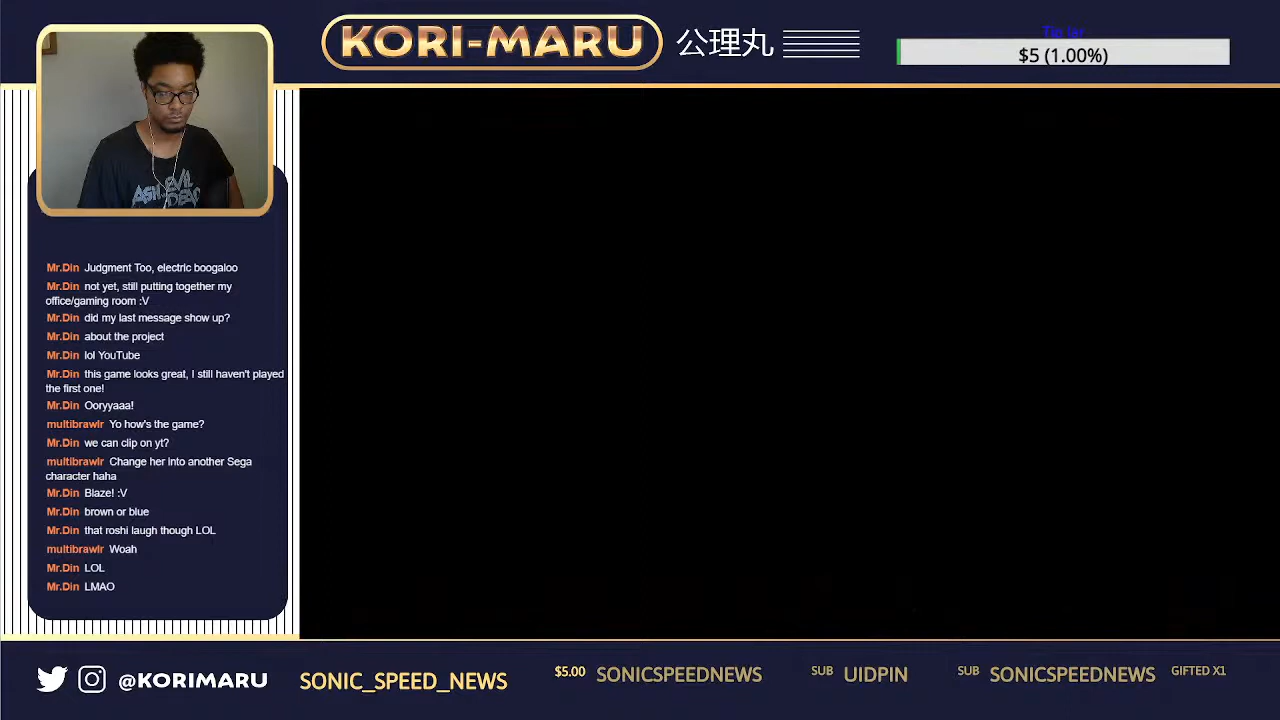 KORI-MARU 公理丸
Tip jar
$5 (1.00%)
ASH EVIL
DEAD
Mr.Din Judgment Too, electric boogaloo
Mr.Din not yet, still putting together my
office/gaming room :V
Mr.Din did my last message show up?
Mr.Din about the project
Mr.Din lol YouTube
Mr.Din this game looks great, I still haven't played
the first one!
Mr.Din Ooryyaaa!
multibrawlr Yo how's the game?
Mr.Din we can clip on yt?
multibrawlr Change her into another Sega
character haha
Mr.Din Blaze! :V
Mr.Din brown or blue
Mr.Din that roshi laugh though LOL
multibrawlr Woah
Mr.Din LOL
Mr.Din LMAO
@KORIMARU
SONIC_SPEED_NEWS
$5.00 SONICSPEEDNEWS
SUB UIDPIN
SUB SONICSPEEDNEWS GIFTED X1